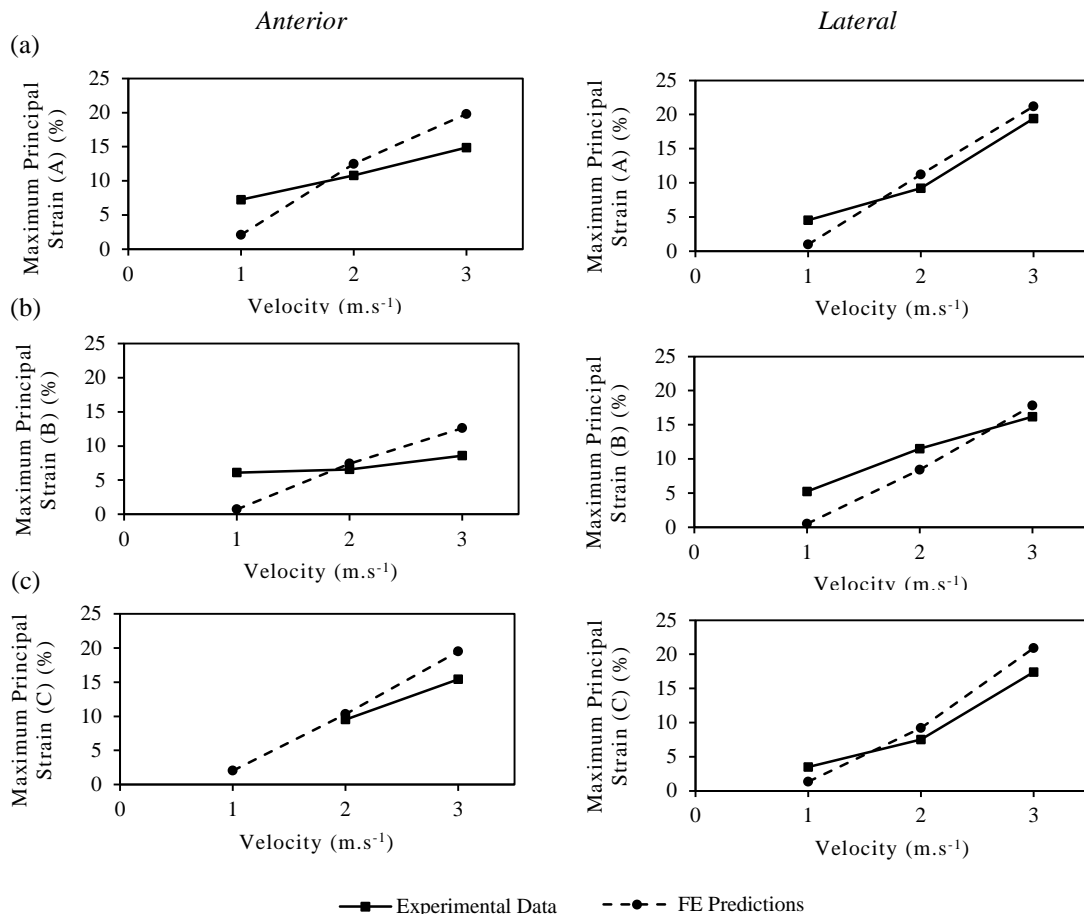 Anterior
Lateral
(a)
Maximum Principal
Strain (A) (%)
25
20
15
10
5
0
0
1
2
3
Velocity (m.s-1)
Maximum Principal
Strain (A) (%)
25
20
15
10
5
0
0
1
2
3
Velocity (m.s-1)
(b)
Maximum Principal
Strain (B) (%)
25
20
15
10
5
0
0
1
2
3
Velocity (m.s-1)
Maximum Principal
Strain (B) (%)
25
20
15
10
5
0
0
1
2
3
Velocity (m.s-1)
(c)
Maximum Principal
Strain (C) (%)
25
20
15
10
5
0
0
1
2
3
Velocity (m.s-1)
Maximum Principal
Strain (C) (%)
25
20
15
10
5
0
0
1
2
3
Velocity (m.s-1)
Experimental Data
FE Predictions